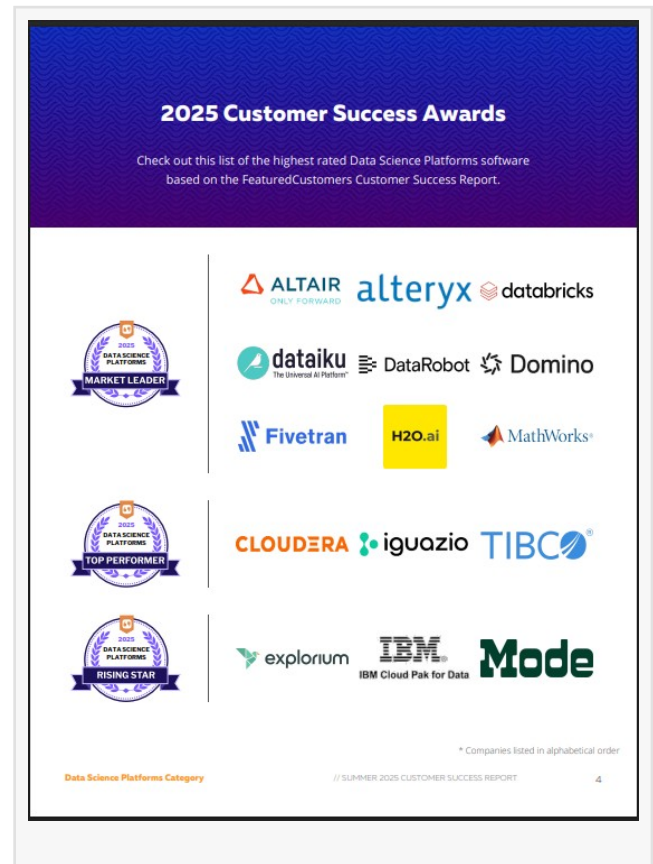 2025 Customer Success Awards
Check out this list of the highest rated Data Science Platforms software
based on the FeaturedCustomers Customer Success Report.
2025
DATA SCIENCE
PLATFORMS
MARKET LEADER
ALTAIR
ONLY FORWARD
alteryx
databricks
dataiku
The Universal AI Platform™
DataRobot
Domino
Fivetran
H2O.ai
MathWorks®
2025
DATA SCIENCE
PLATFORMS
TOP PERFORMER
CLOUDERA
iguazio
TIBCO®
2025
DATA SCIENCE
PLATFORMS
RISING STAR
explorium
IBM®
IBM Cloud Pak for Data
Mode
* Companies listed in alphabetical order
Data Science Platforms Category
// SUMMER 2025 CUSTOMER SUCCESS REPORT
4